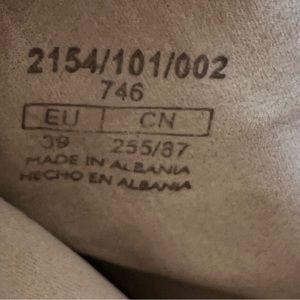 2154/101/002
746
EU CN
39 255/87
MADE IN ALBANIA
HECHO EN ALBANIA